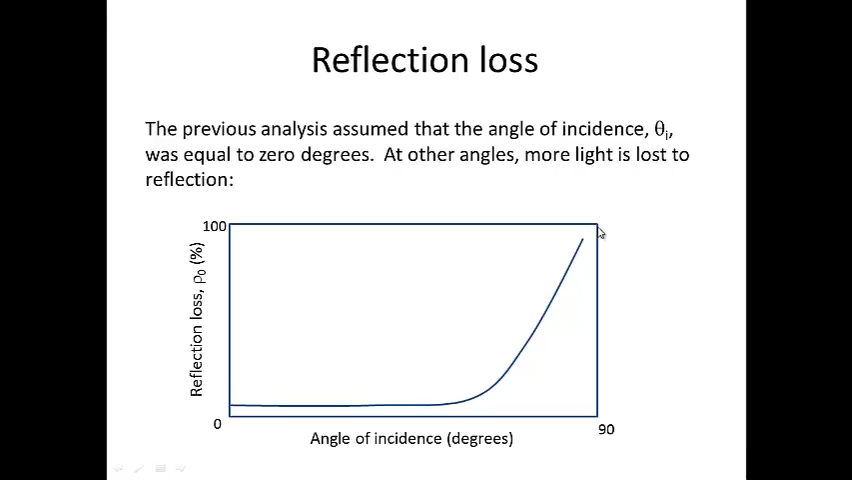 Reflection loss
The previous analysis assumed that the angle of incidence, θi,
was equal to zero degrees. At other angles, more light is lost to
reflection:
100
Reflection loss, ρ0 (%)
0
90
Angle of incidence (degrees)